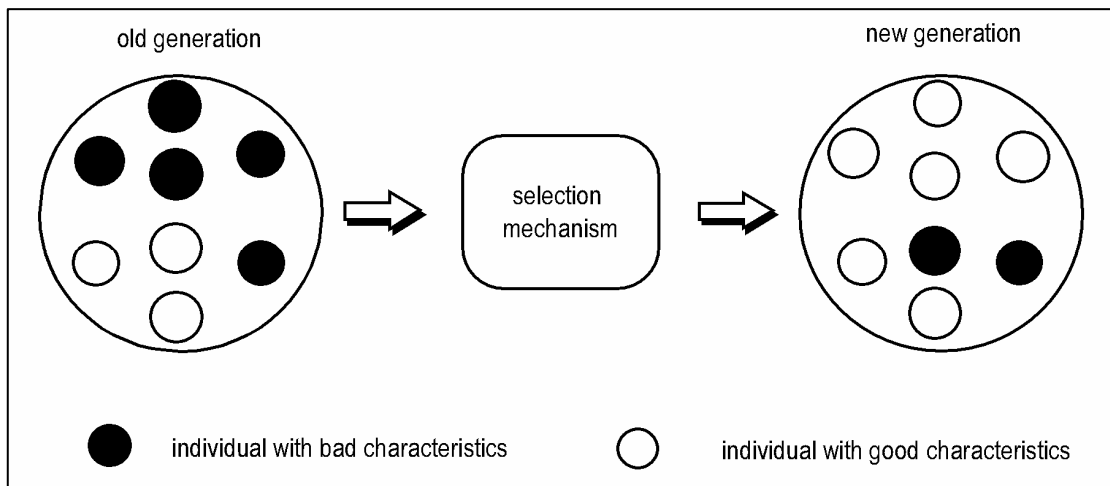 old generation
new generation
selection
mechanism
individual with bad characteristics
individual with good characteristics